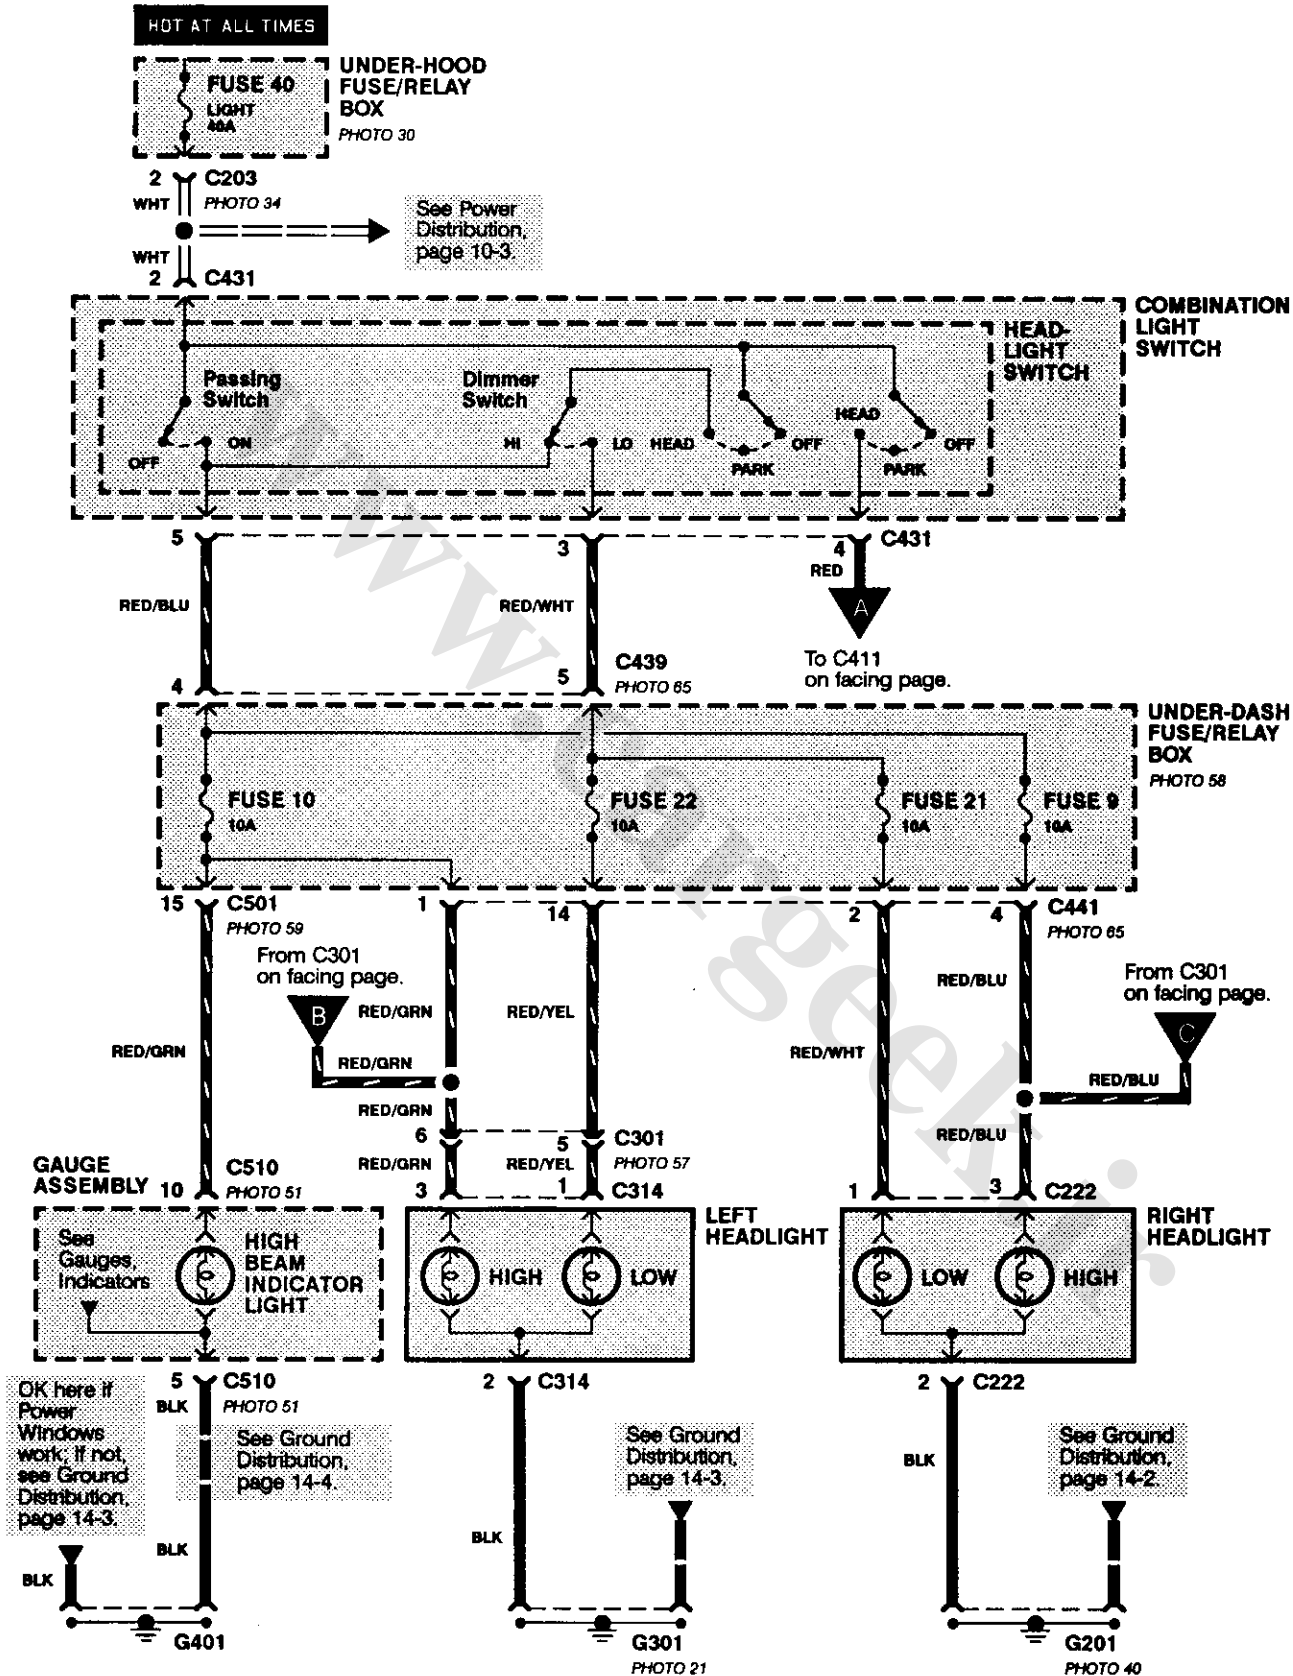 HOT AT ALL TIMES
FUSE 40
LIGHT
40A
UNDER-HOOD
FUSE/RELAY
BOX
PHOTO 30
2 C203
WHT PHOTO 34
See Power
Distribution,
page 10-3.
WHT
2 C431
COMBINATION
LIGHT
SWITCH
HEAD-
LIGHT
SWITCH
Passing
Switch
Dimmer
Switch
HEAD
OFF ON HI LO HEAD OFF OFF
PARK PARK
5 3 4 C431
RED
RED/BLU RED/WHT A
To C411
on facing page.
4 5 C439
PHOTO 65
UNDER-DASH
FUSE/RELAY
BOX
PHOTO 58
FUSE 10
10A
FUSE 22
10A
FUSE 21
10A
FUSE 9
10A
15 C501 1 14 2 4 C441
PHOTO 59 PHOTO 65
From C301
on facing page.
B
RED/GRN RED/YEL RED/BLU
From C301
on facing page.
C
RED/GRN RED/GRN RED/WHT RED/BLU
RED/GRN RED/BLU
6 5 C301
RED/GRN RED/YEL PHOTO 57
GAUGE
ASSEMBLY
10 C510
PHOTO 51
3 1 C314 1 3 C222
See
Gauges,
Indicators
HIGH
BEAM
INDICATOR
LIGHT
HIGH LOW
LEFT
HEADLIGHT
LOW HIGH
RIGHT
HEADLIGHT
5 C510 2 C314 2 C222
BLK PHOTO 51
OK here if
Power
Windows
work; if not,
see Ground
Distribution,
page 14-3.
See Ground
Distribution,
page 14-4.
See Ground
Distribution,
page 14-3.
BLK
See Ground
Distribution,
page 14-2.
BLK BLK BLK
G401 G301 G201
PHOTO 21 PHOTO 40
www.cargeek.ir